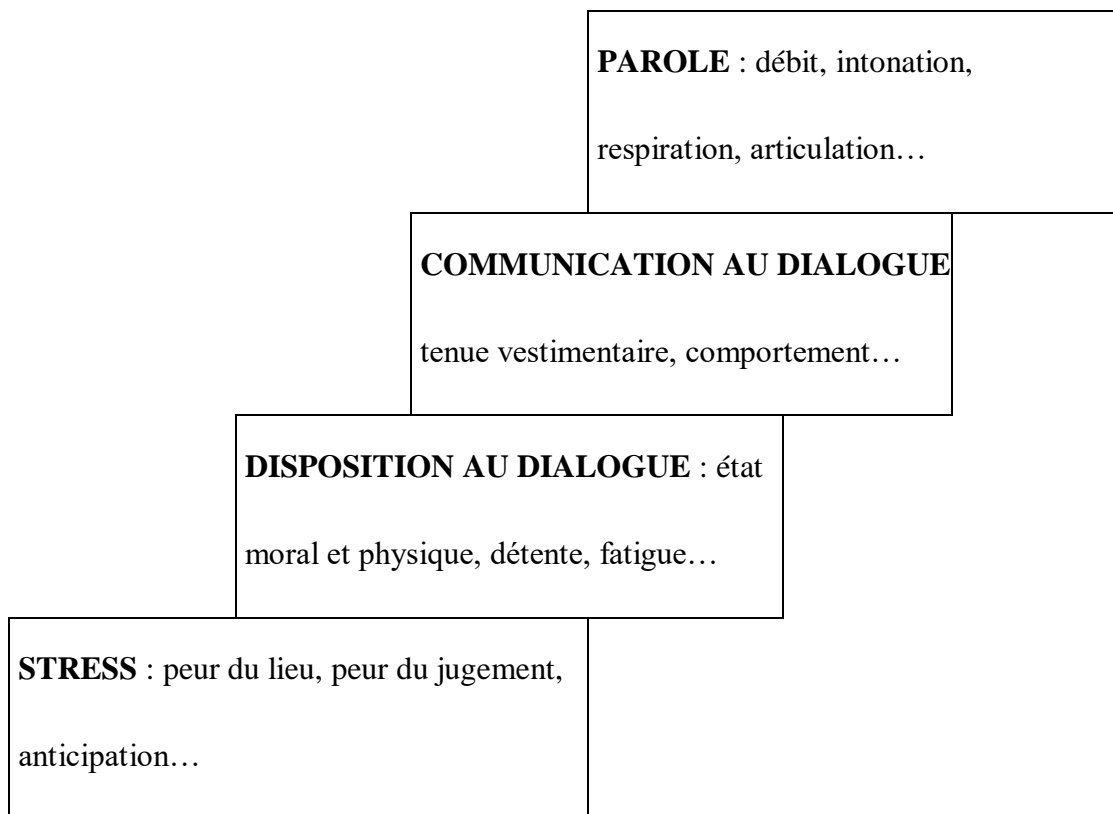 PAROLE : débit, intonation,
respiration, articulation…
COMMUNICATION AU DIALOGUE
tenue vestimentaire, comportement…
DISPOSITION AU DIALOGUE : état
moral et physique, détente, fatigue…
STRESS : peur du lieu, peur du jugement,
anticipation…